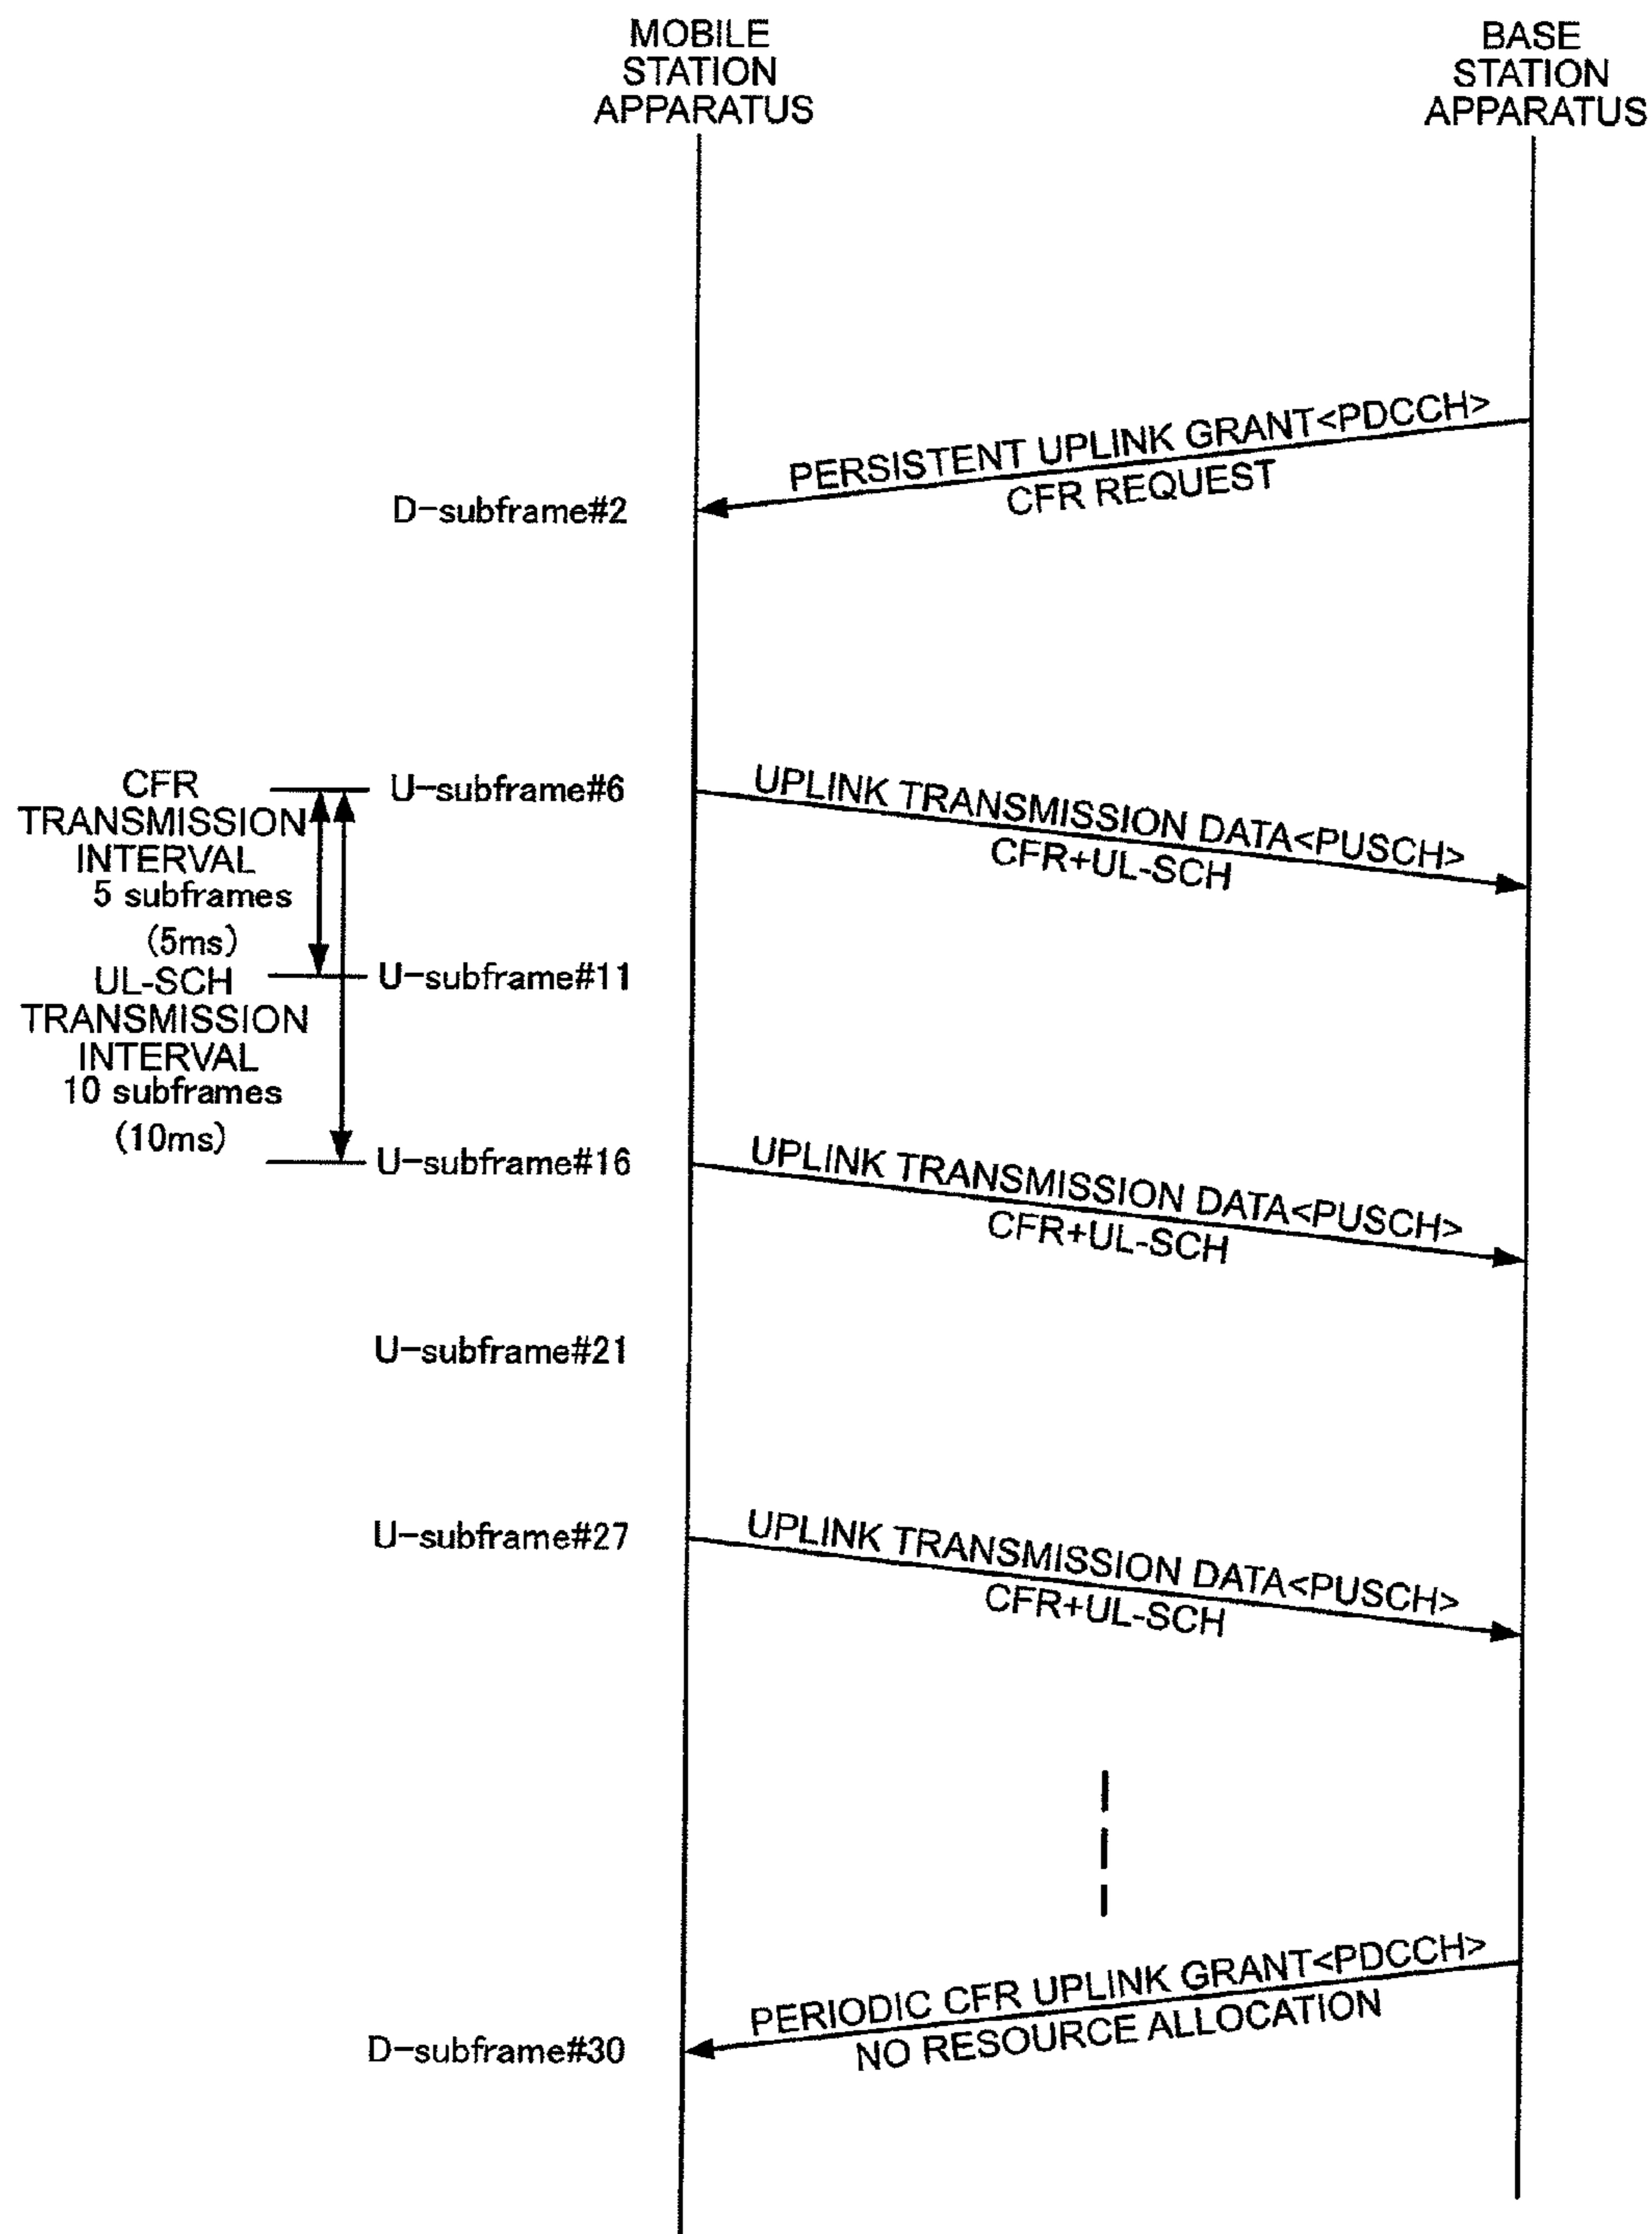 MOBILE
STATION
APPARATUS
BASE
STATION
APPARATUS
PERSISTENT UPLINK GRANT<PDCCH>
CFR REQUEST
D-subframe#2
CFR
TRANSMISSION
INTERVAL
5 subframes
(5ms)
U-subframe#6
UPLINK TRANSMISSION DATA<PUSCH>
CFR+UL-SCH
UL-SCH
TRANSMISSION
INTERVAL
10 subframes
(10ms)
U-subframe#11
U-subframe#16
UPLINK TRANSMISSION DATA<PUSCH>
CFR+UL-SCH
U-subframe#21
U-subframe#27
UPLINK TRANSMISSION DATA<PUSCH>
CFR+UL-SCH
PERIODIC CFR UPLINK GRANT<PDCCH>
NO RESOURCE ALLOCATION
D-subframe#30